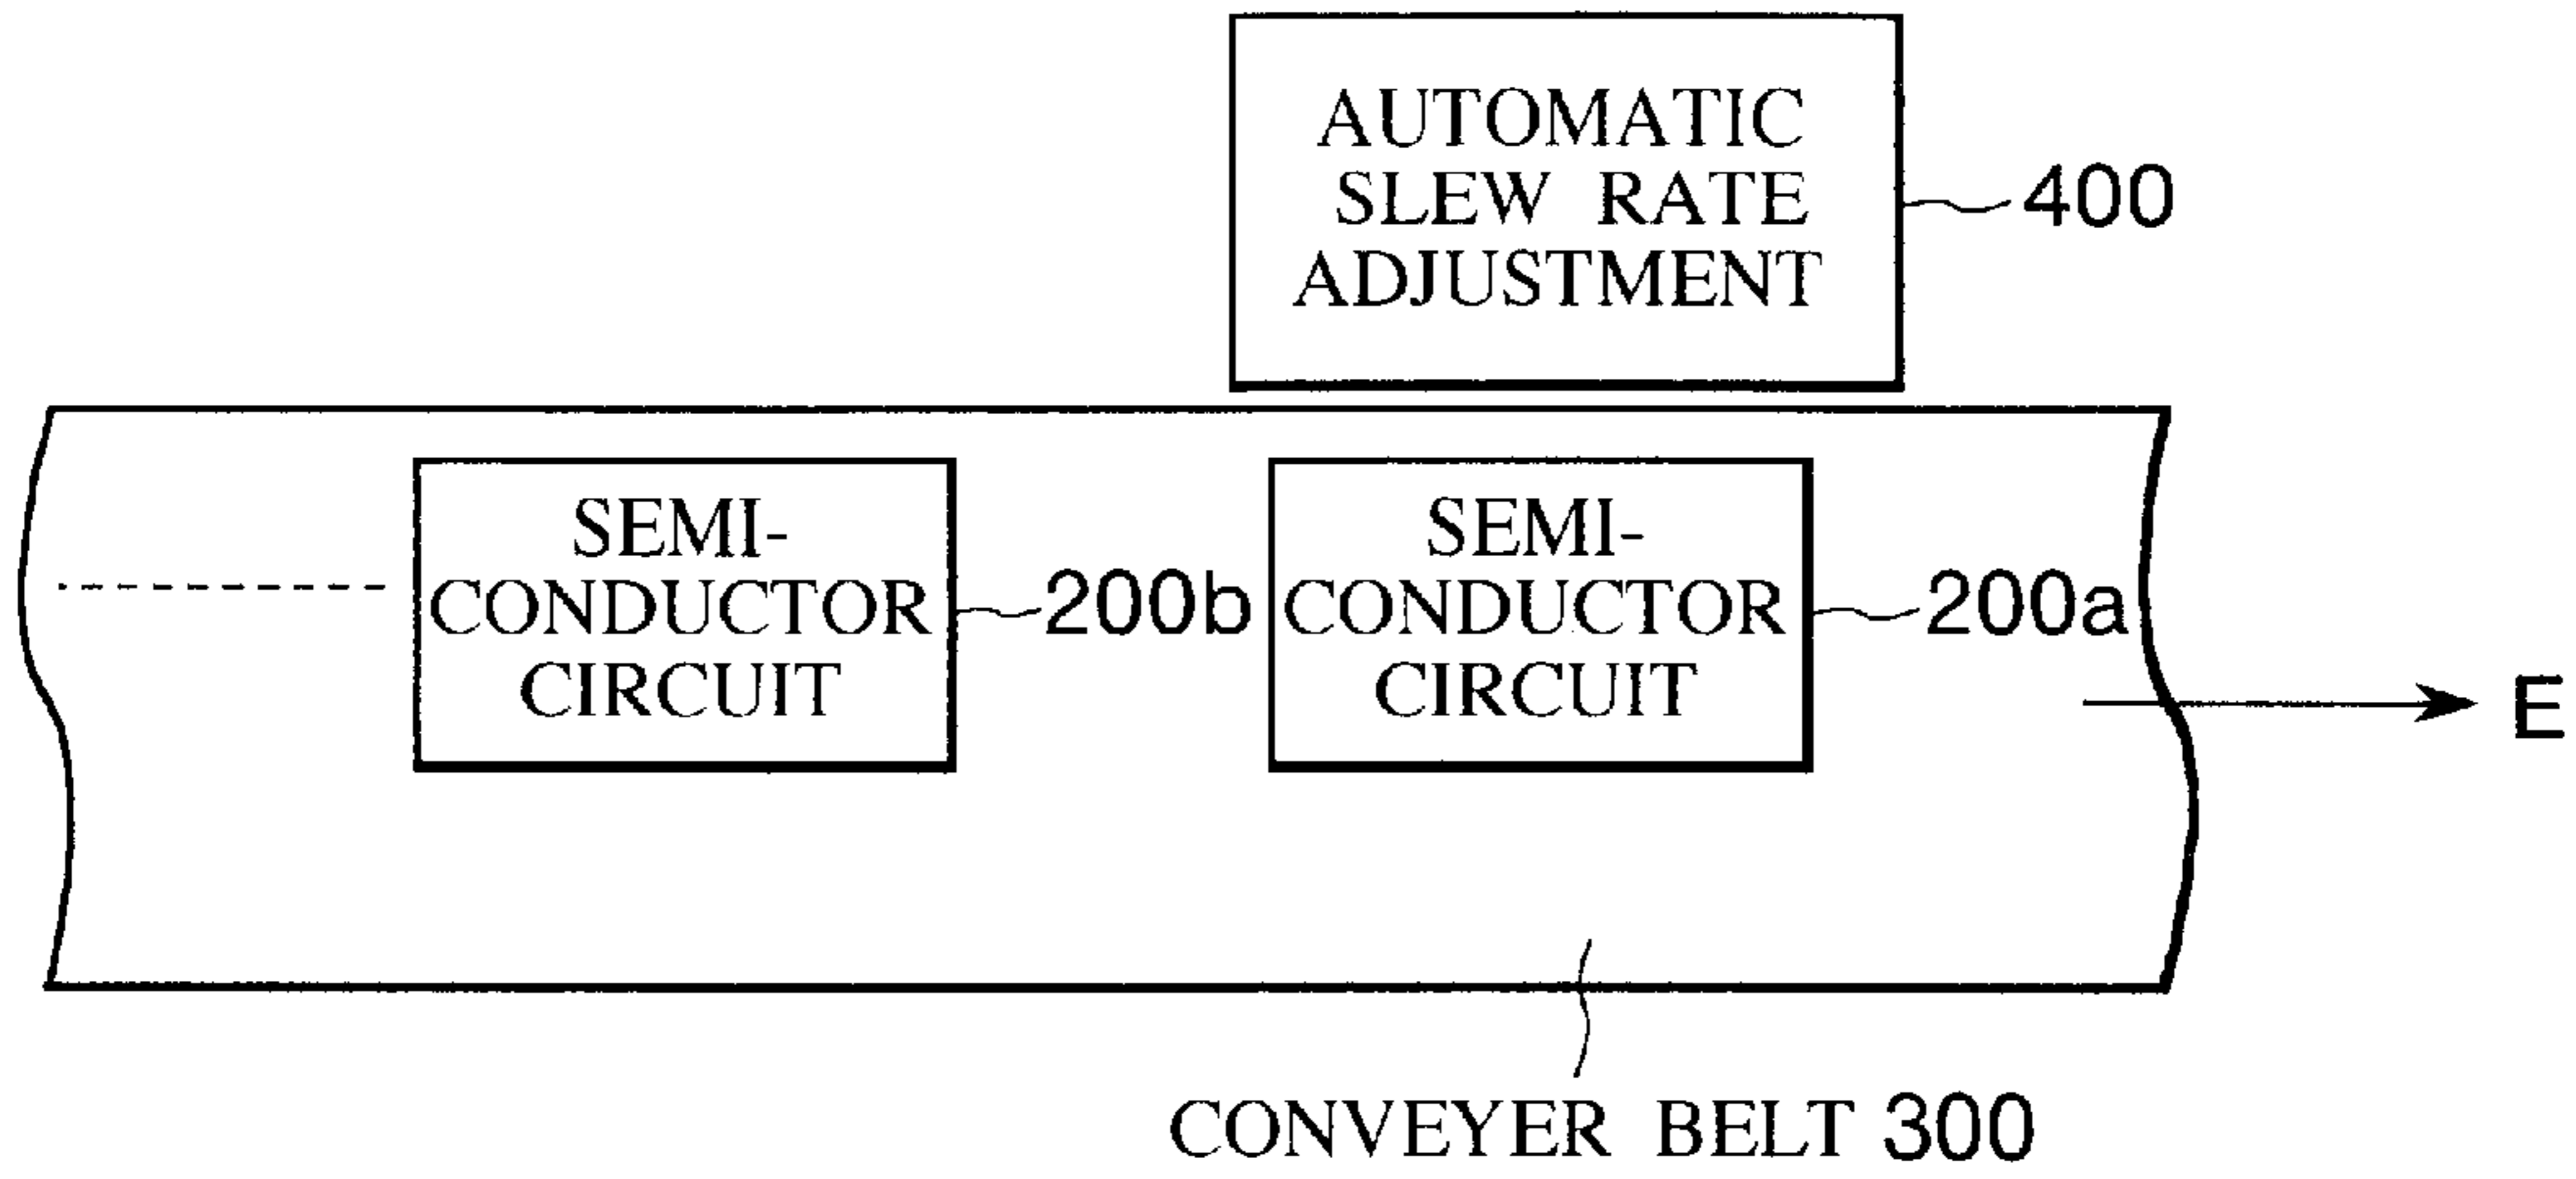 AUTOMATIC
SLEW RATE
ADJUSTMENT
400
SEMI-
CONDUCTOR
CIRCUIT
200b
SEMI-
CONDUCTOR
CIRCUIT
200a
E
CONVEYER BELT 300